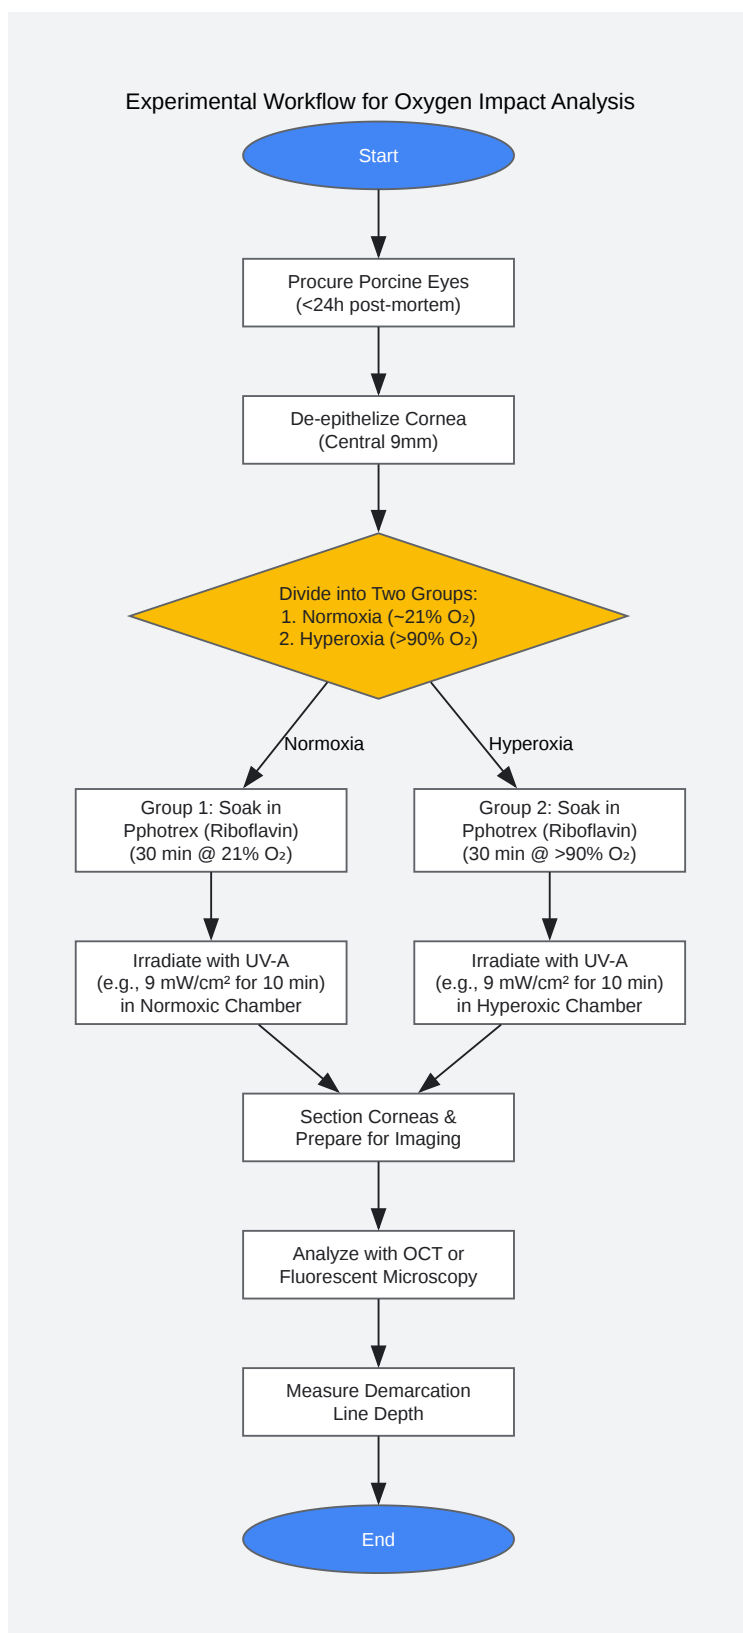 Experimental Workflow for Oxygen Impact Analysis
Start
Procure Porcine Eyes
(<24h post-mortem)
De-epithelize Cornea
(Central 9mm)
Divide into Two Groups:
1. Normoxia (~21% O₂)
2. Hyperoxia (>90% O₂)
Normoxia
Hyperoxia
Group 1: Soak in
Pphotrex (Riboflavin)
(30 min @ 21% O₂)
Group 2: Soak in
Pphotrex (Riboflavin)
(30 min @ >90% O₂)
Irradiate with UV-A
(e.g., 9 mW/cm² for 10 min)
in Normoxic Chamber
Irradiate with UV-A
(e.g., 9 mW/cm² for 10 min)
in Hyperoxic Chamber
Section Corneas &
Prepare for Imaging
Analyze with OCT or
Fluorescent Microscopy
Measure Demarcation
Line Depth
End